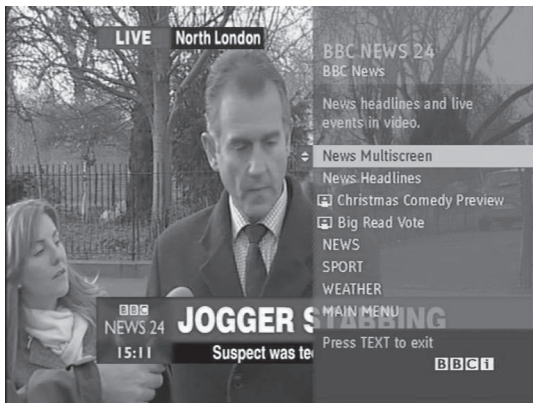 LIVE North London
BBC NEWS 24
BBC News
News headlines and live
events in video.
News Multiscreen
News Headlines
Christmas Comedy Preview
Big Read Vote
NEWS
SPORT
WEATHER
MAIN MENU
Press TEXT to exit
BBCi
BBC
NEWS 24
JOGGER STABBING
15:11 Suspect was